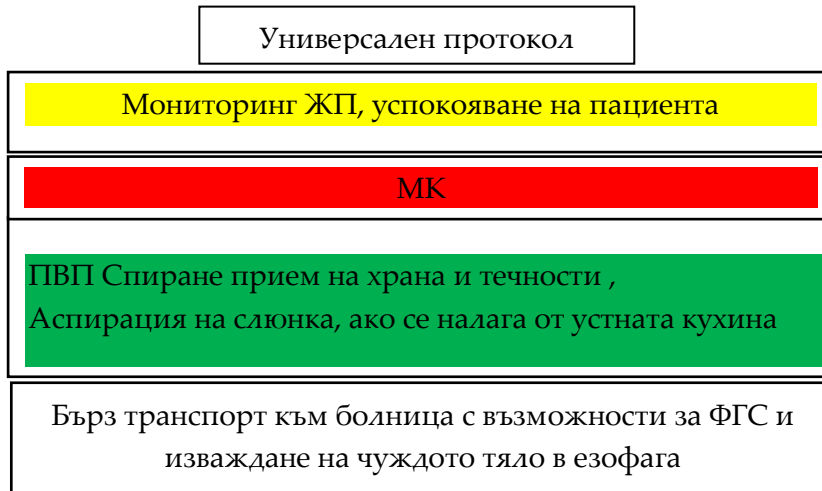 Универсален протокол
Мониторинг ЖП, успокояване на пациента
МК
ПВП Спиране прием на храна и течности ,
Аспирация на слюнка, ако се налага от устната кухина
Бърз транспорт към болница с възможности за ФГС и
изваждане на чуждото тяло в езофага